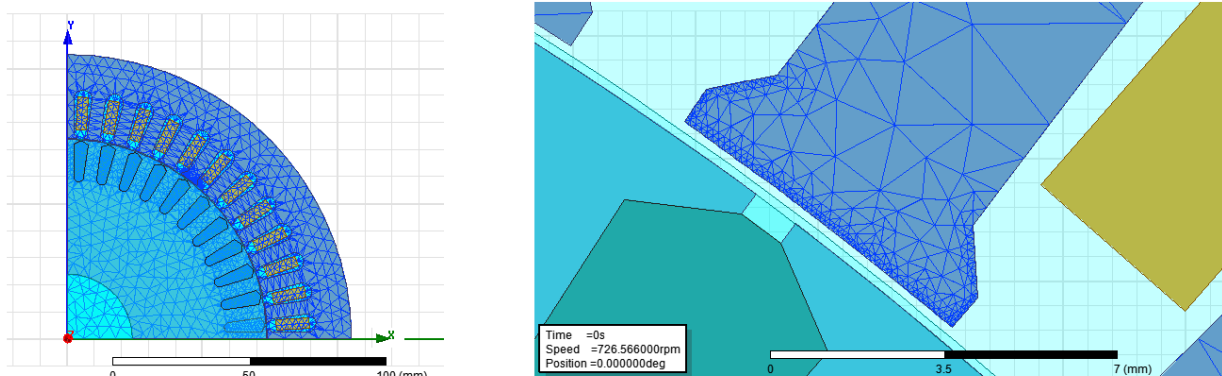 Y
Z
X
0
50
100 (mm)
Time =0s
Speed =726.566000rpm
Position =0.000000deg
0
3.5
7 (mm)